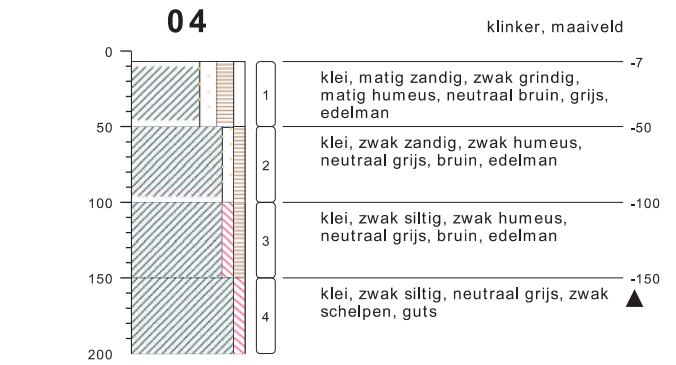 04
klinker, maaiveld
0
-7
1
klei, matig zandig, zwak grindig,
matig humeus, neutraal bruin, grijs,
edelman
50
-50
2
klei, zwak zandig, zwak humeus,
neutraal grijs, bruin, edelman
100
-100
3
klei, zwak siltig, zwak humeus,
neutraal grijs, bruin, edelman
150
-150
4
klei, zwak siltig, neutraal grijs, zwak
schelpen, guts
200